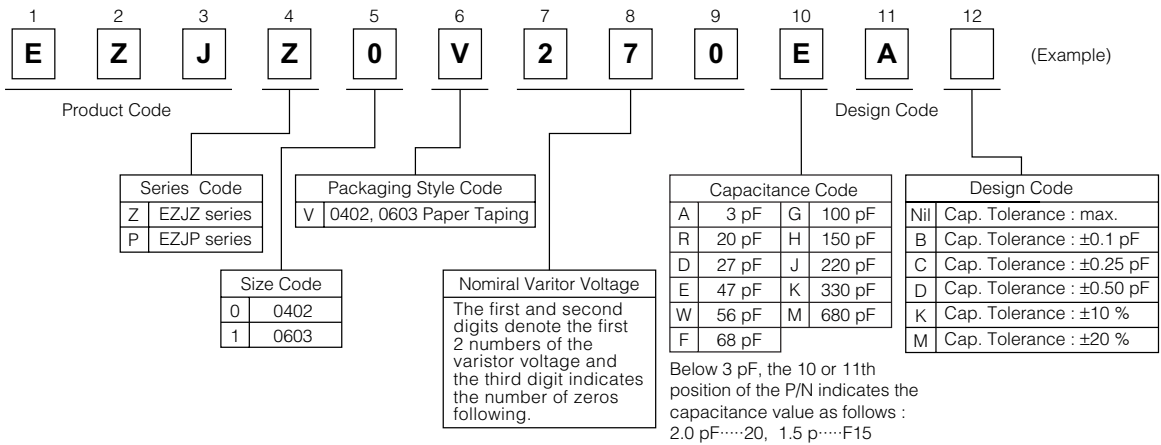 1 2 3 4 5 6 7 8 9 10 11 12
E Z J Z 0 V 2 7 0 E A (Example)
Product Code
Design Code
Series Code
Z EZJZ series
P EZJP series
Packaging Style Code
V 0402, 0603 Paper Taping
Size Code
0 0402
1 0603
Nomiral Varitor Voltage
The first and second
digits denote the first
2 numbers of the
varistor voltage and
the third digit indicates
the number of zeros
following.
Capacitance Code
A 3 pF G 100 pF
R 20 pF H 150 pF
D 27 pF J 220 pF
E 47 pF K 330 pF
W 56 pF M 680 pF
F 68 pF
Below 3 pF, the 10 or 11th
position of the P/N indicates the
capacitance value as follows :
2.0 pF·····20, 1.5 p·····F15
Design Code
Nil Cap. Tolerance : max.
B Cap. Tolerance : ±0.1 pF
C Cap. Tolerance : ±0.25 pF
D Cap. Tolerance : ±0.50 pF
K Cap. Tolerance : ±10 %
M Cap. Tolerance : ±20 %